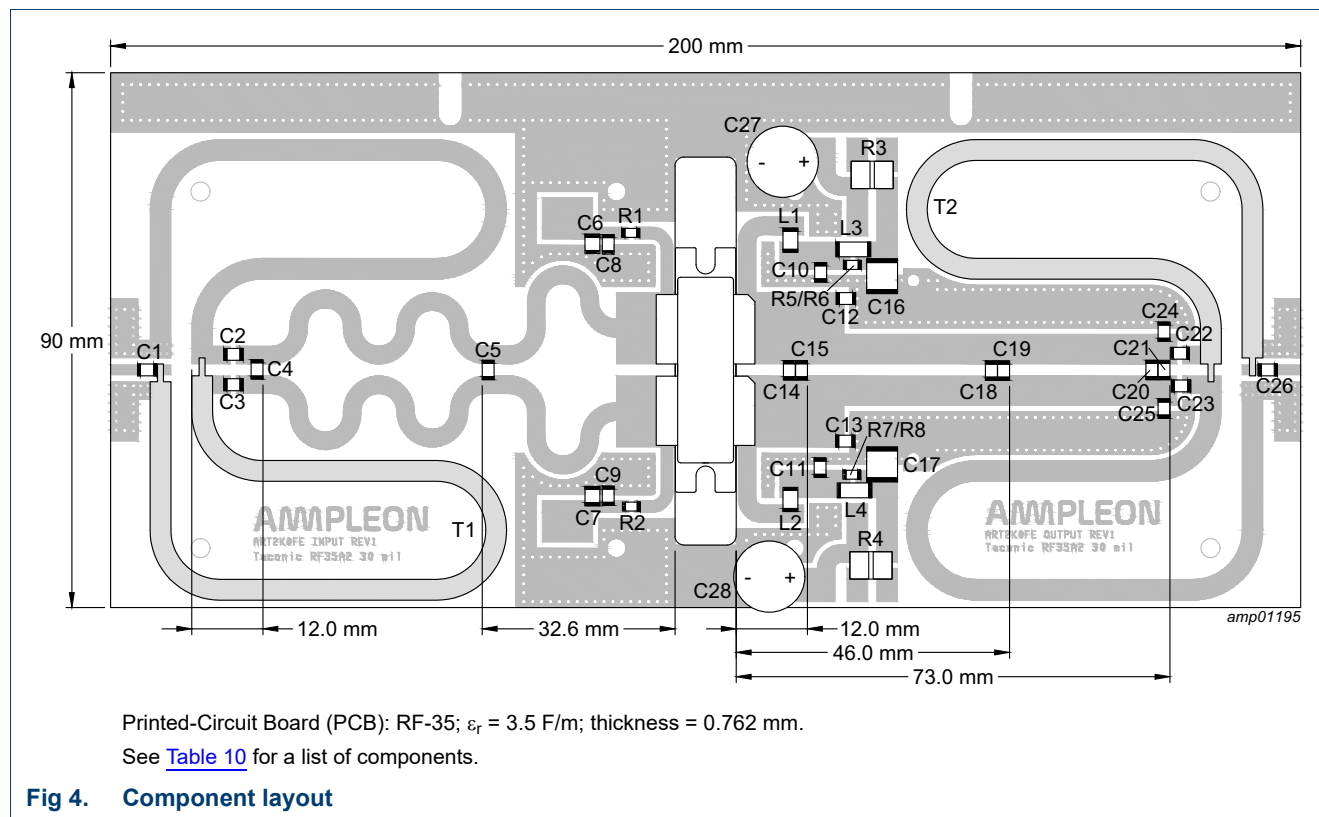 200 mm
C27
R3
T2
C6
R1
L1
L3
C8
C10
R5/R6
C16
C12
90 mm
C24
C22
C1
C2
C4
C5
C15
C19
C21
C3
C14
C18
C20
C23
C26
C25
C13
R7/R8
C9
C11
C17
C7
R2
L2
L4
T1
AMPLEON
ART2K0FE INPUT REV1
Taconic RF35A2 30 mil
AMPLEON
ART2K0FE OUTPUT REV1
Taconic RF35A2 30 mil
R4
C28
- +
- +
amp01195
12.0 mm
32.6 mm
12.0 mm
46.0 mm
73.0 mm
Printed-Circuit Board (PCB): RF-35; εr = 3.5 F/m; thickness = 0.762 mm.
See Table 10 for a list of components.
Fig 4. Component layout